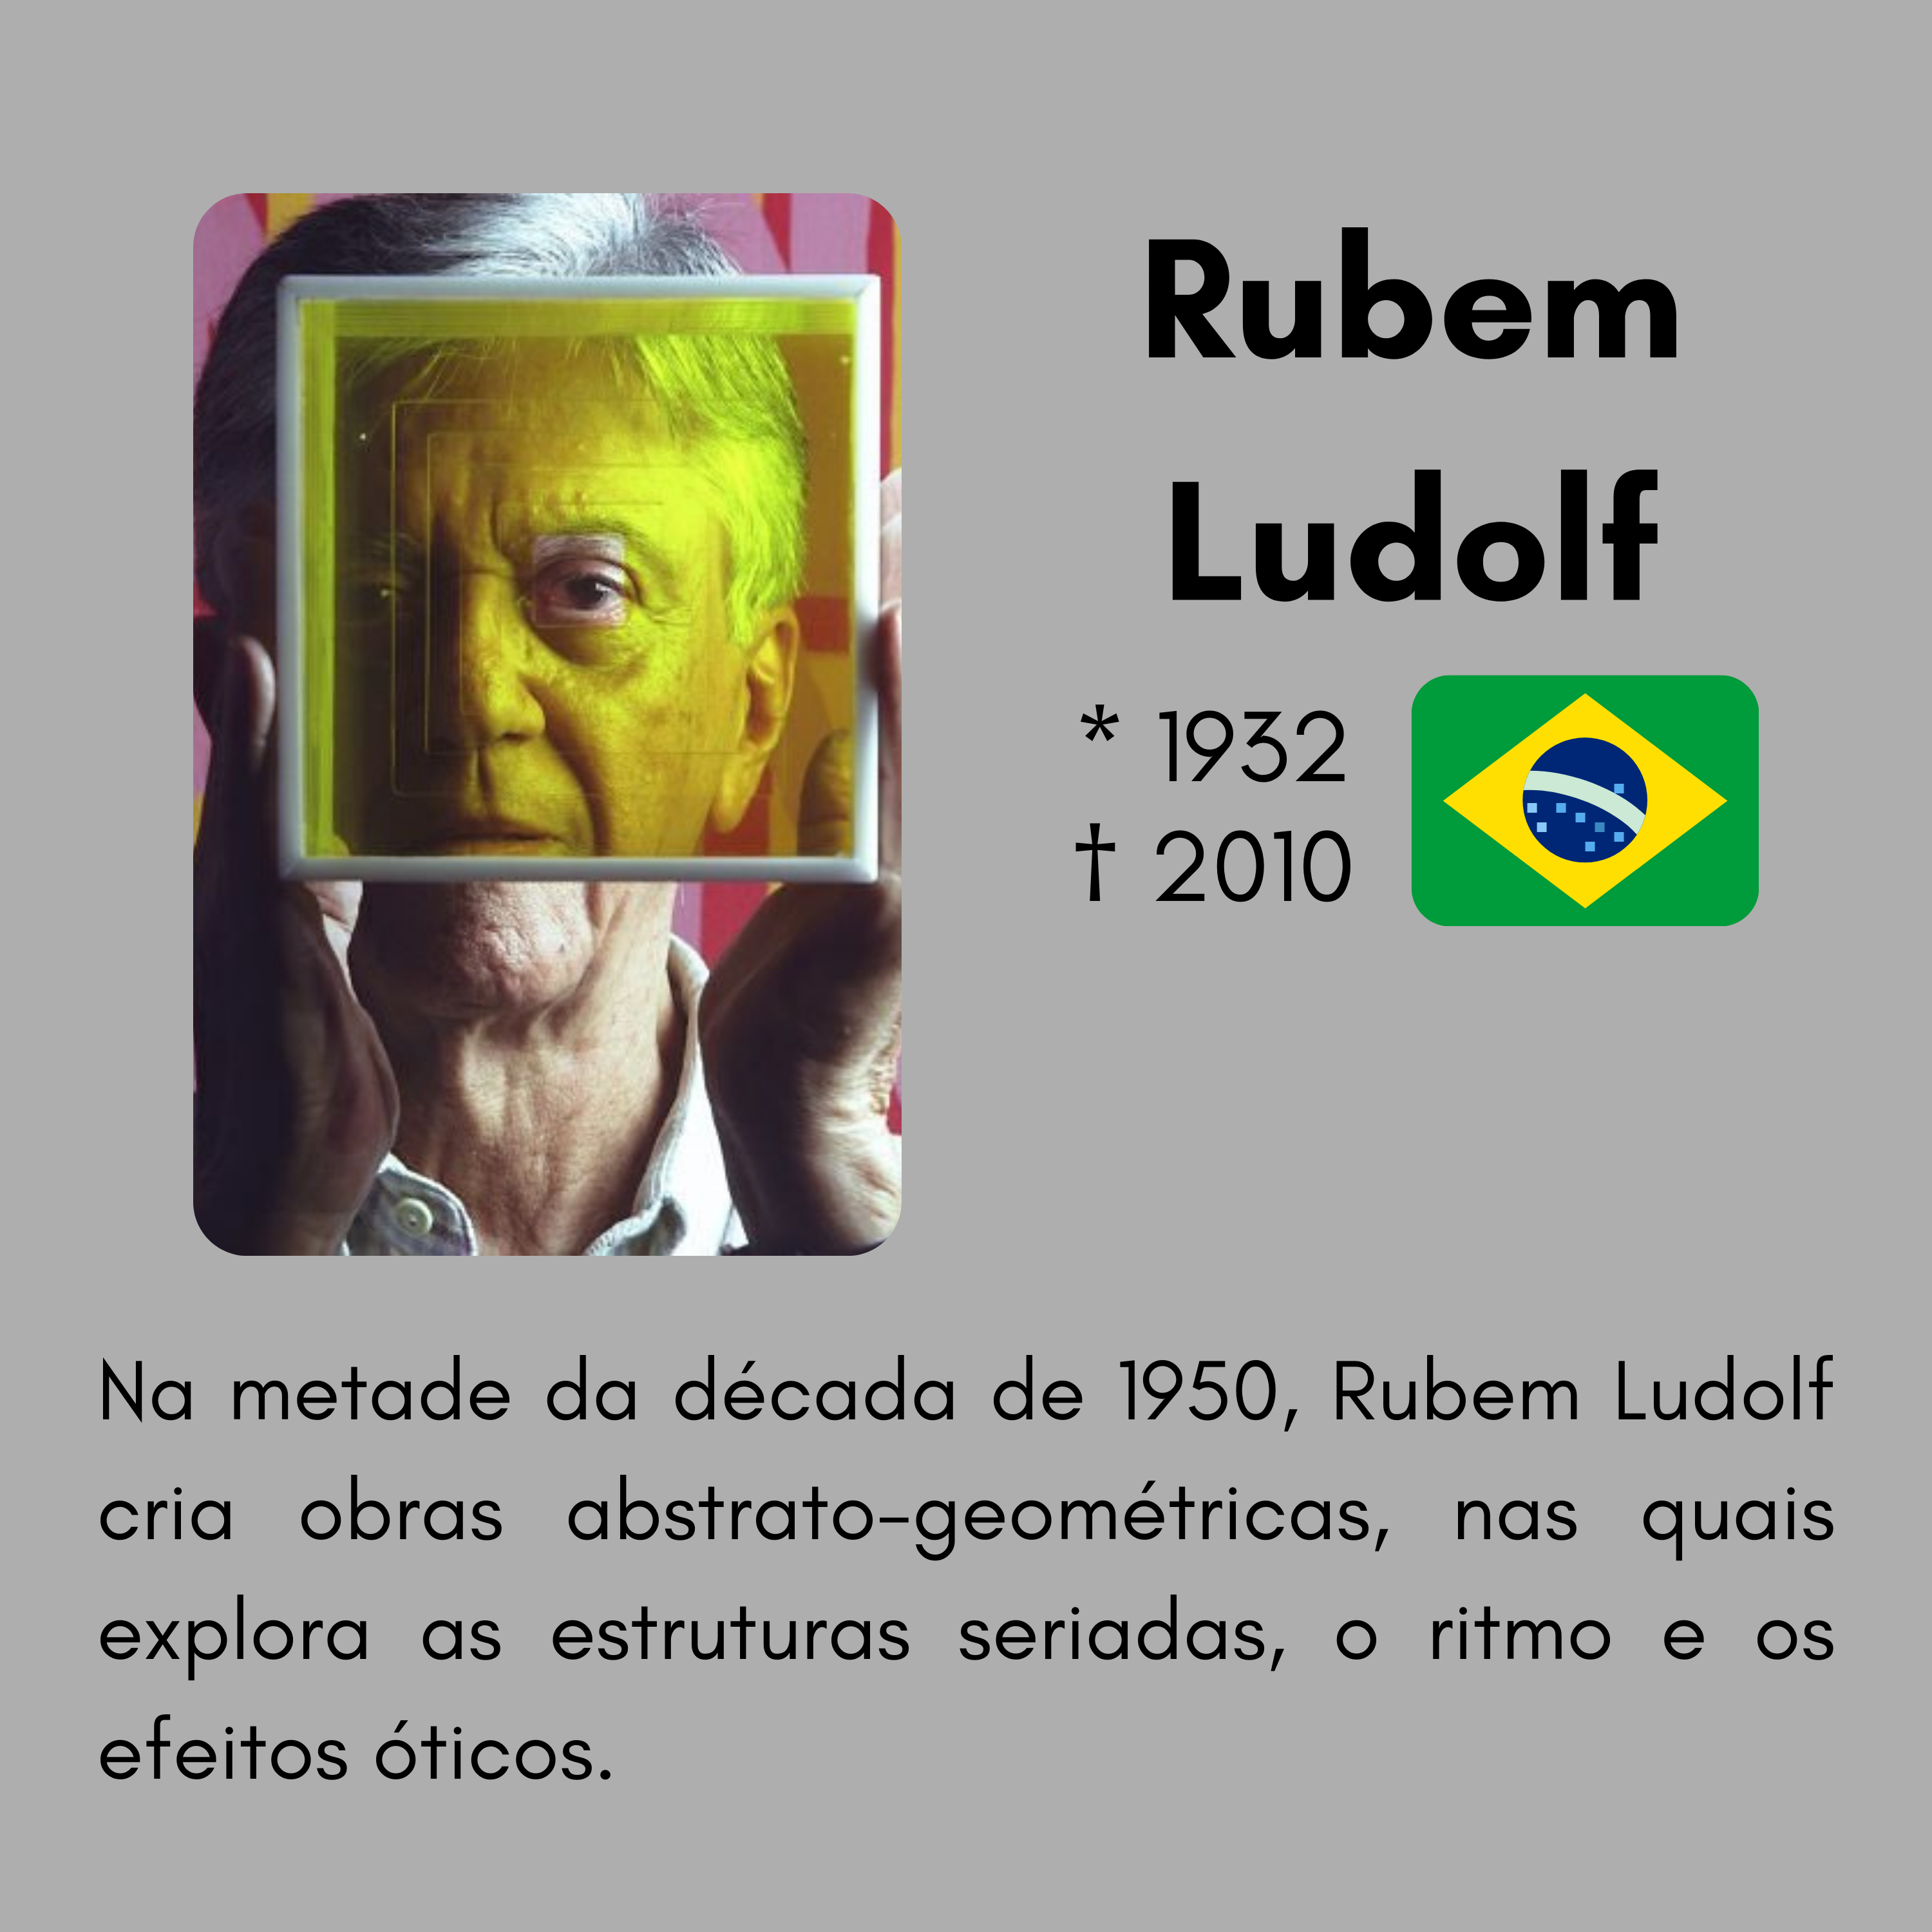 Rubem
Ludolf
* 1932
† 2010
Na metade da década de 1950, Rubem Ludolf
cria obras abstrato-geométricas, nas quais
explora as estruturas seriadas, o ritmo e os
efeitos óticos.